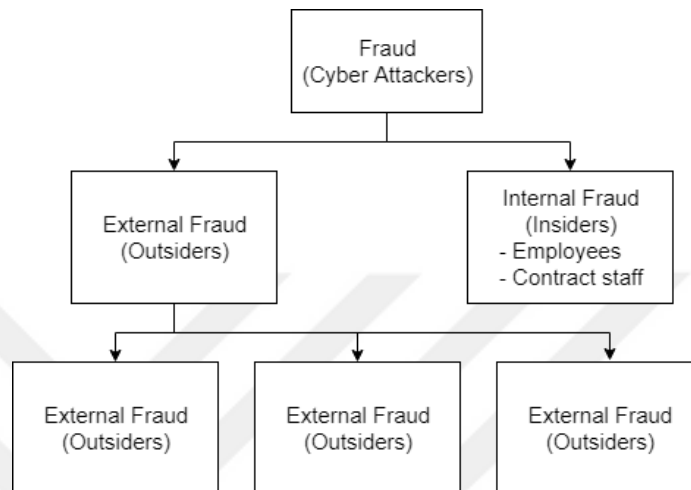 Fraud
(Cyber Attackers)
External Fraud
(Outsiders)
Internal Fraud
(Insiders)
- Employees
- Contract staff
External Fraud
(Outsiders)
External Fraud
(Outsiders)
External Fraud
(Outsiders)